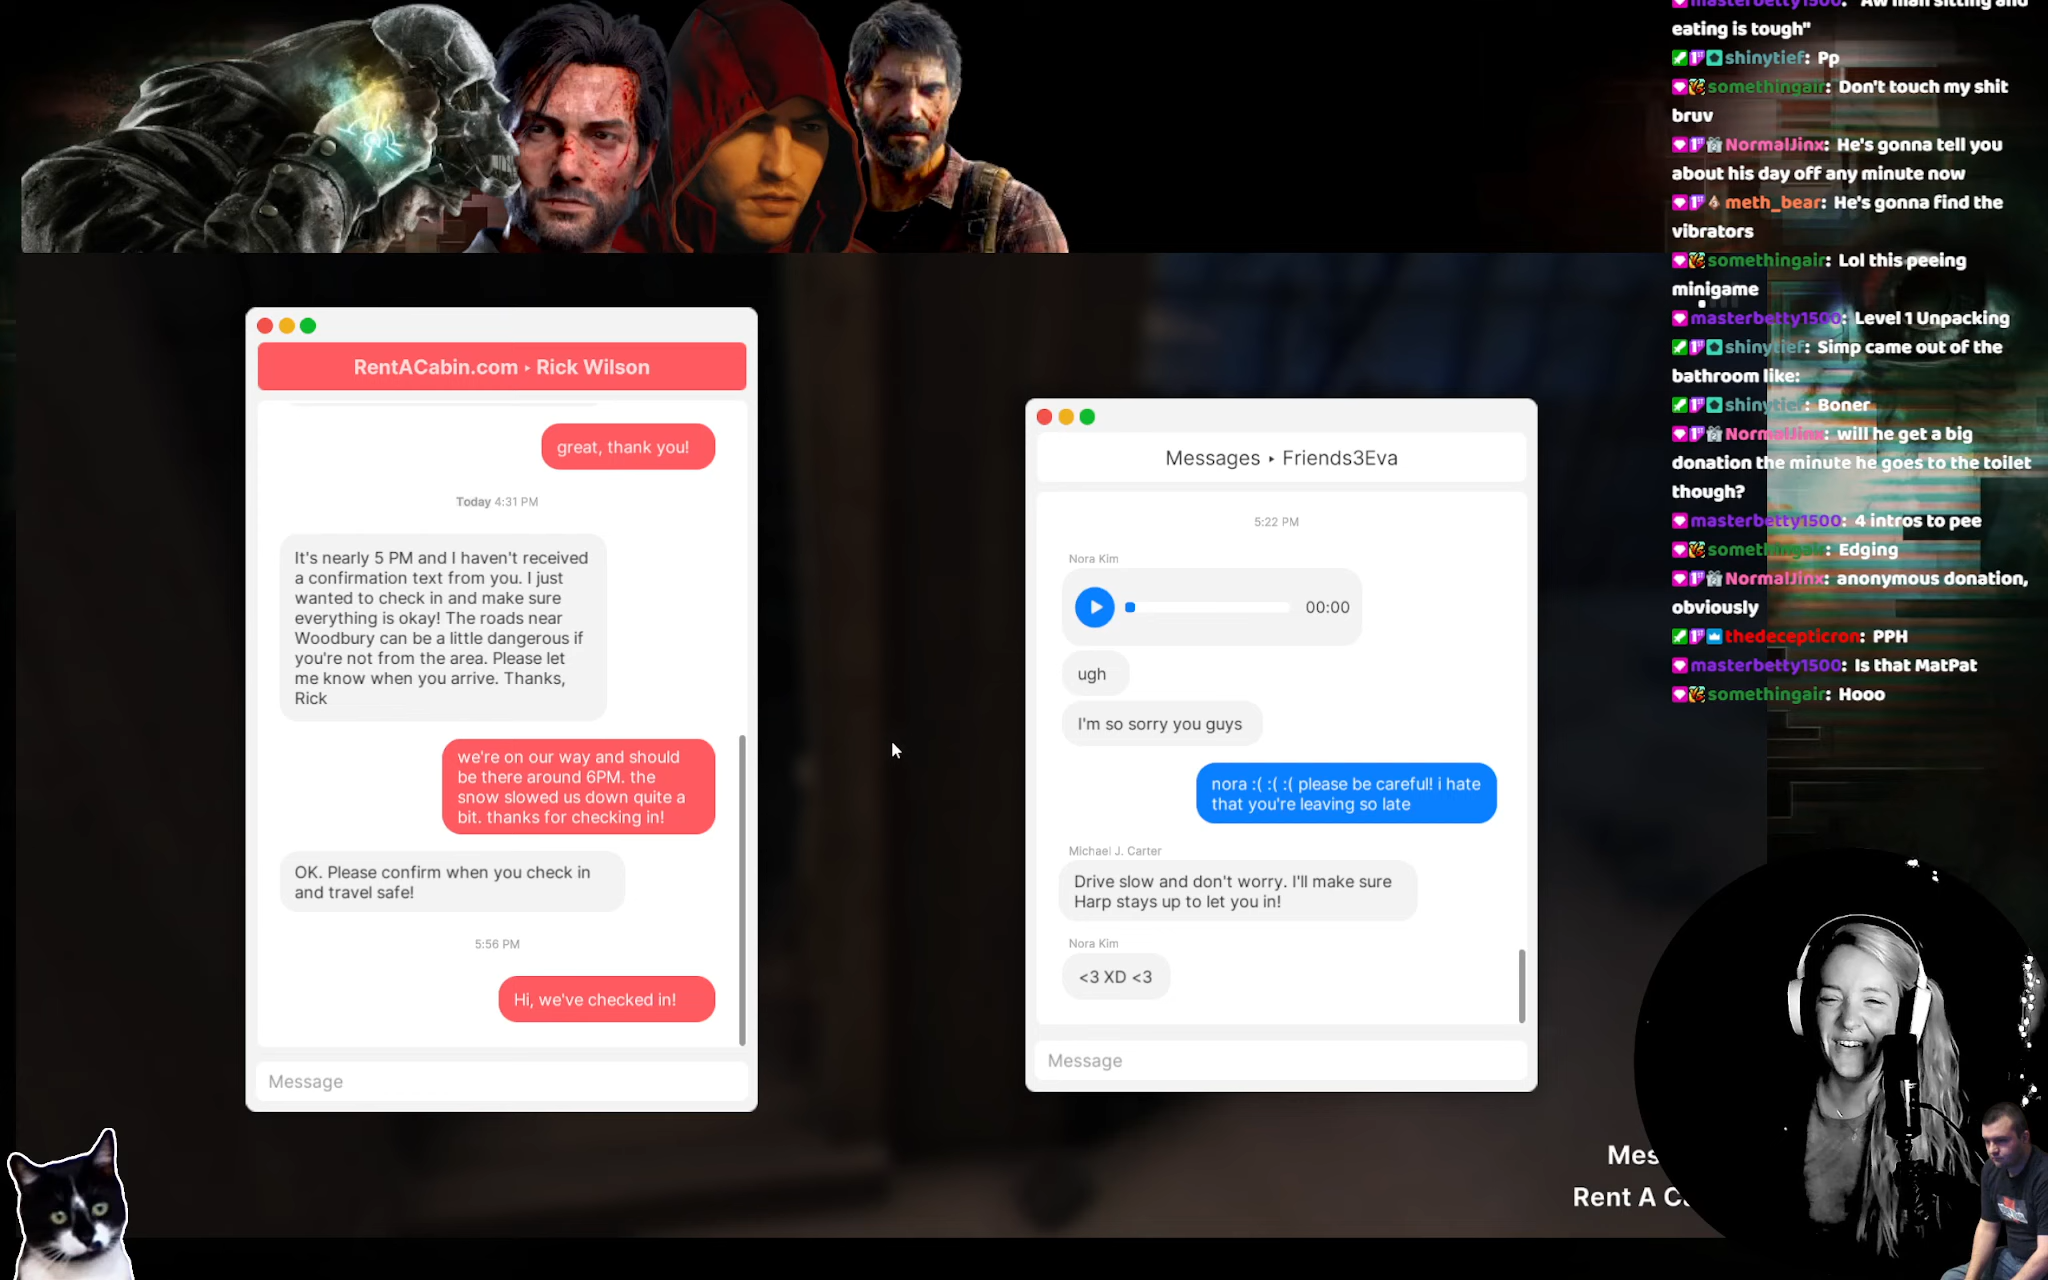 RentACabin.com ▸ Rick Wilson
great, thank you!
Today 4:31 PM
It's nearly 5 PM and I haven't received
a confirmation text from you. I just
wanted to check in and make sure
everything is okay! The roads near
Woodbury can be a little dangerous if
you're not from the area. Please let
me know when you arrive. Thanks,
Rick
we're on our way and should
be there around 6PM. the
snow slowed us down quite a
bit. thanks for checking in!
OK. Please confirm when you check in
and travel safe!
5:56 PM
Hi, we've checked in!
Message
Messages ▸ Friends3Eva
5:22 PM
Nora Kim
00:00
ugh
I'm so sorry you guys
nora :( :( :( please be careful! i hate
that you're leaving so late
Michael J. Carter
Drive slow and don't worry. I'll make sure
Harp stays up to let you in!
Nora Kim
<3 XD <3
Message
Mes
Rent A C
masterbetty1500: "Aw man sitting and
eating is tough"
shinytief: Pp
somethingair: Don't touch my shit
bruv
NormalJinx: He's gonna tell you
about his day off any minute now
meth_bear: He's gonna find the
vibrators
somethingair: Lol this peeing
minigame
masterbetty1500: Level 1 Unpacking
shinytief: Simp came out of the
bathroom like:
shinytief: Boner
NormalJinx: will he get a big
donation the minute he goes to the toilet
though?
masterbetty1500: 4 intros to pee
somethingair: Edging
NormalJinx: anonymous donation,
obviously
thedecepticron: PPH
masterbetty1500: Is that MatPat
somethingair: Hooo